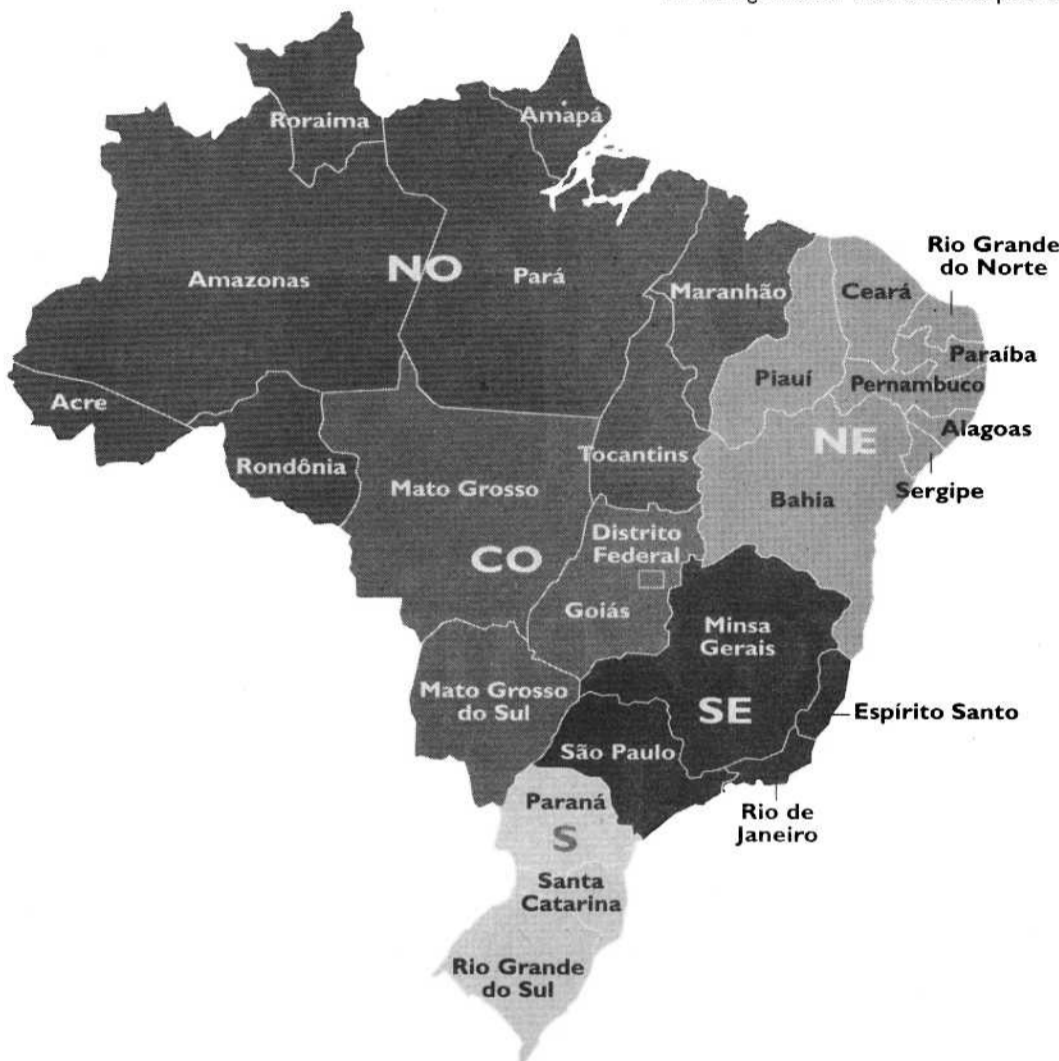 Roraima
Amapá
Rio Grande
do Norte
NO
Amazonas
Pará
Maranhão
Ceará
Paraíba
Piauí
Pernambuco
Acre
Alagoas
NE
Tocantins
Rondônia
Mato Grosso
Sergipe
Bahia
Distrito
Federal
CO
Goiás
Minsa
Gerais
Mato Grosso
do Sul
SE
Espírito Santo
São Paulo
Paraná
Rio de
Janeiro
S
Santa
Catarina
Rio Grande
do Sul